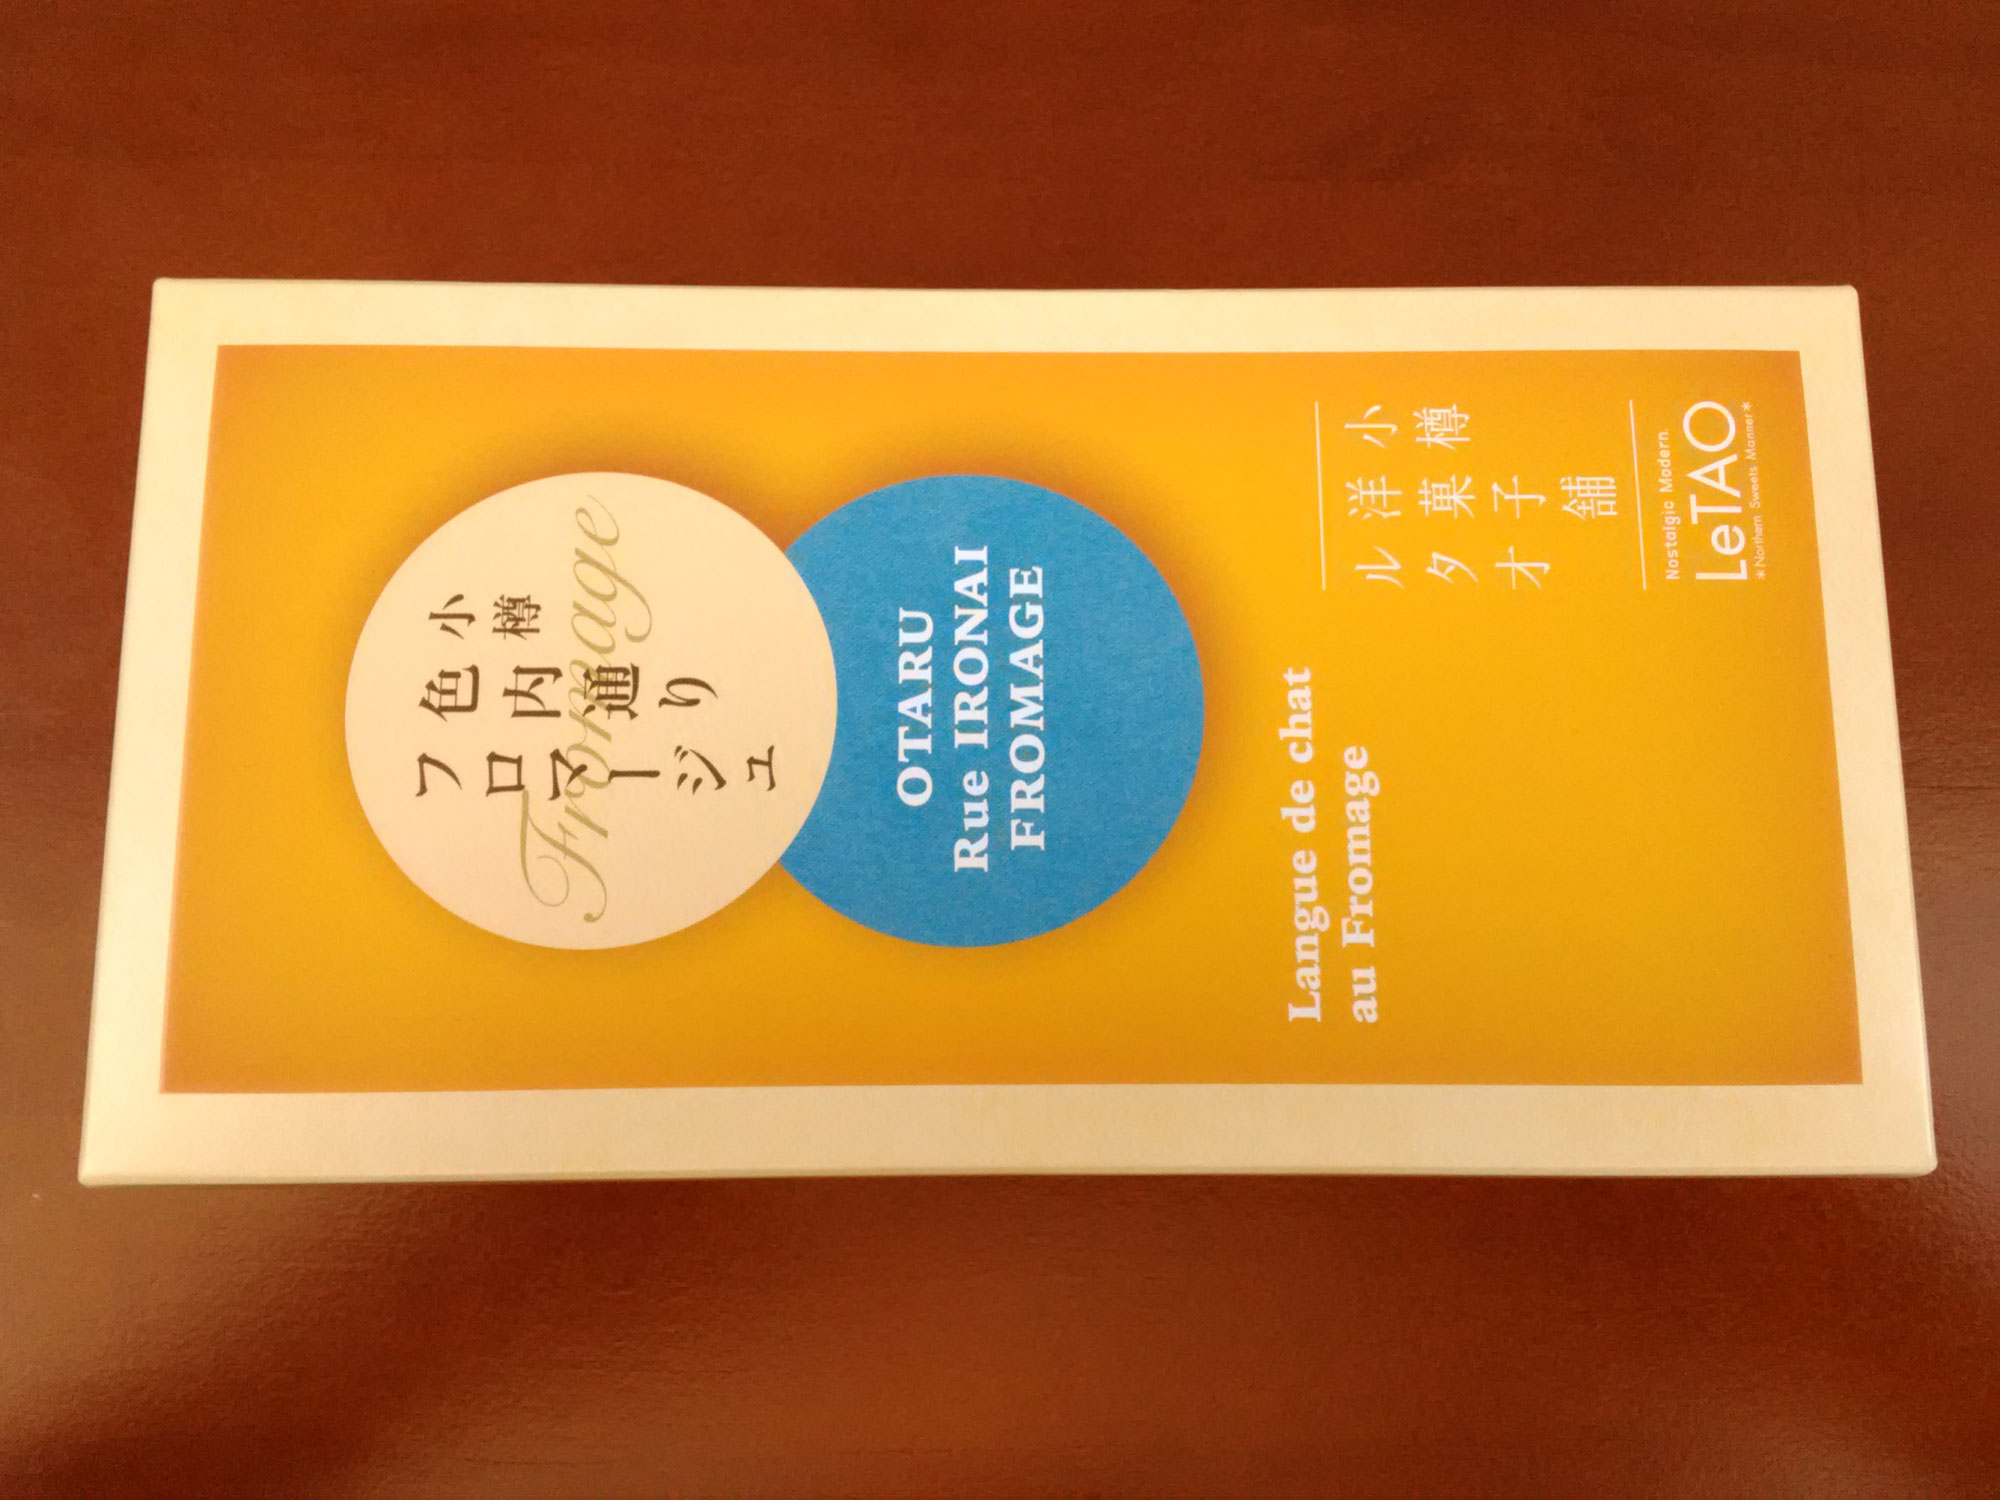 小樽
色内通り
フロマージュ
Fromage
OTARU
Rue IRONAI
FROMAGE
Langue de chat
au Fromage
小樽
洋菓子舗
ルタオ
Nostalgic Modern.
LeTAO
*Northern Sweets Manner*